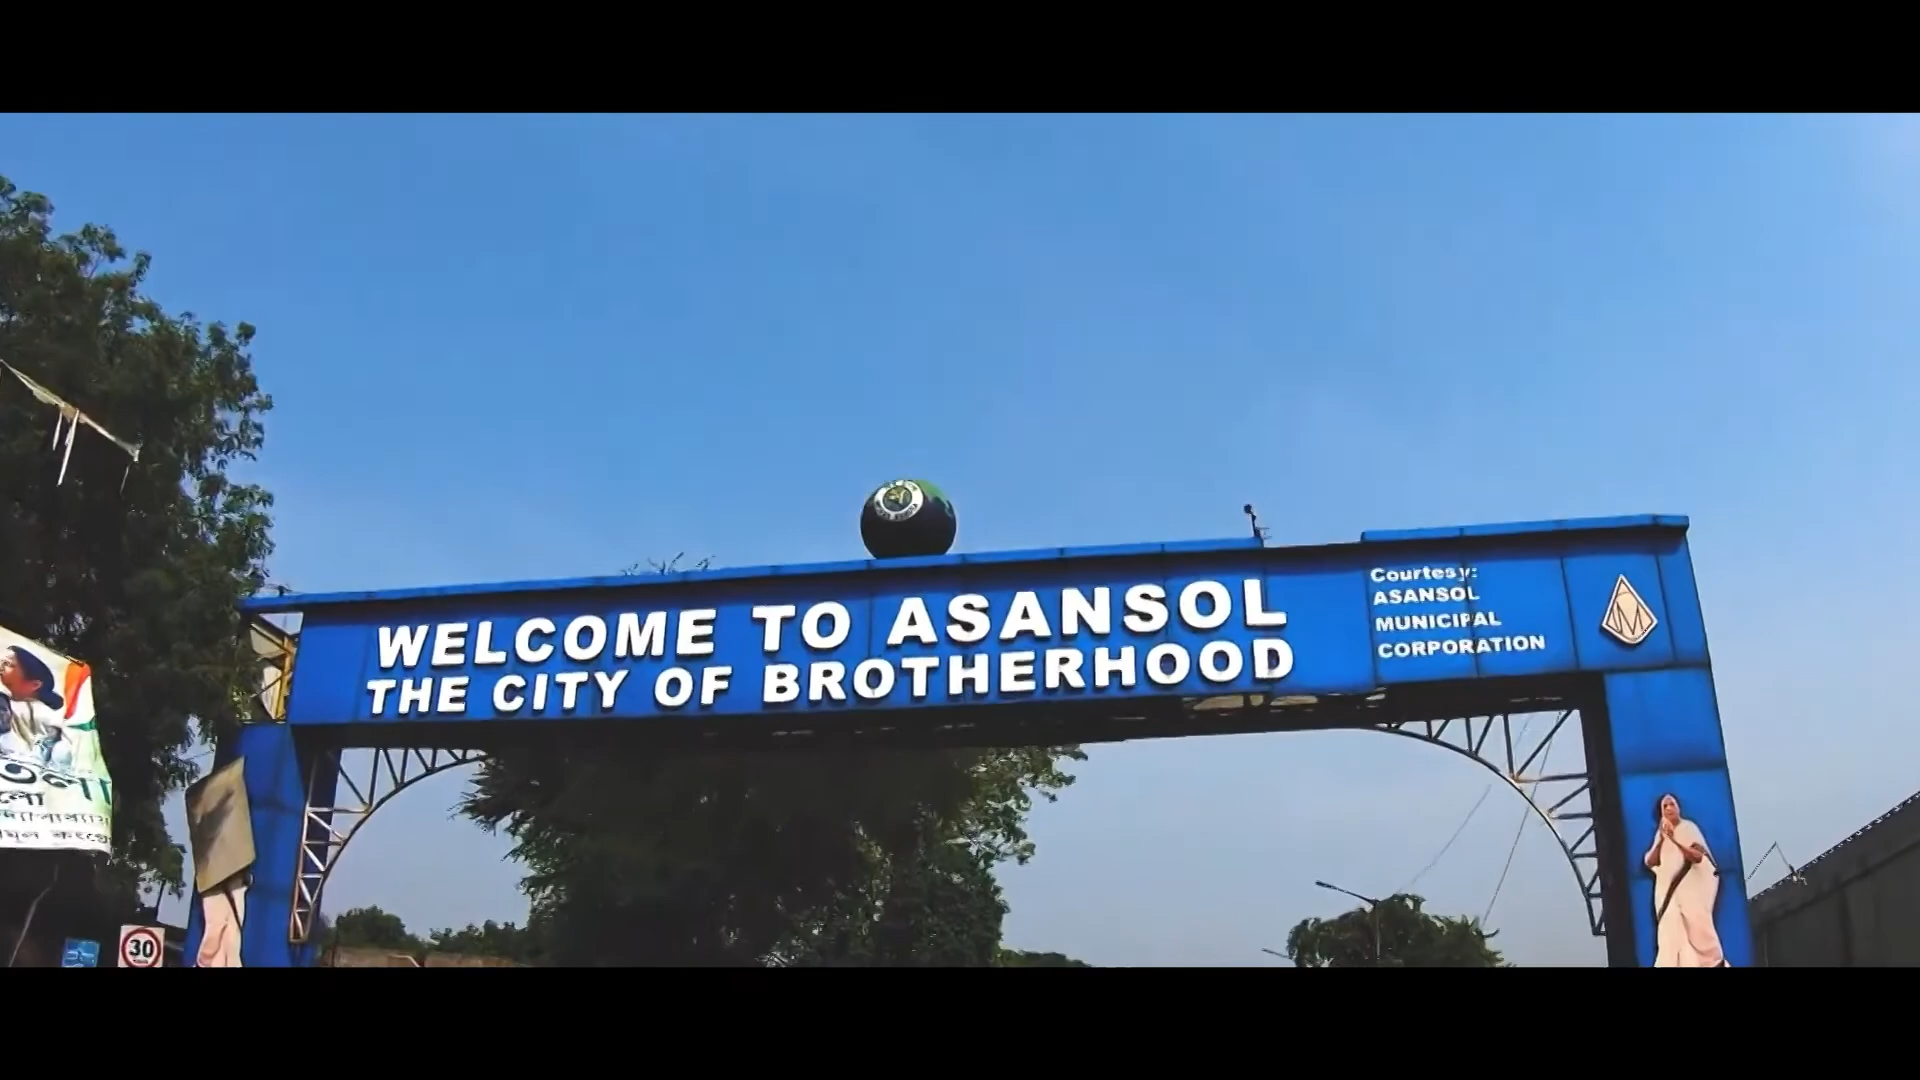 WELCOME TO ASANSOL
THE CITY OF BROTHERHOOD
Courtesy:
ASANSOL
MUNICIPAL
CORPORATION
30